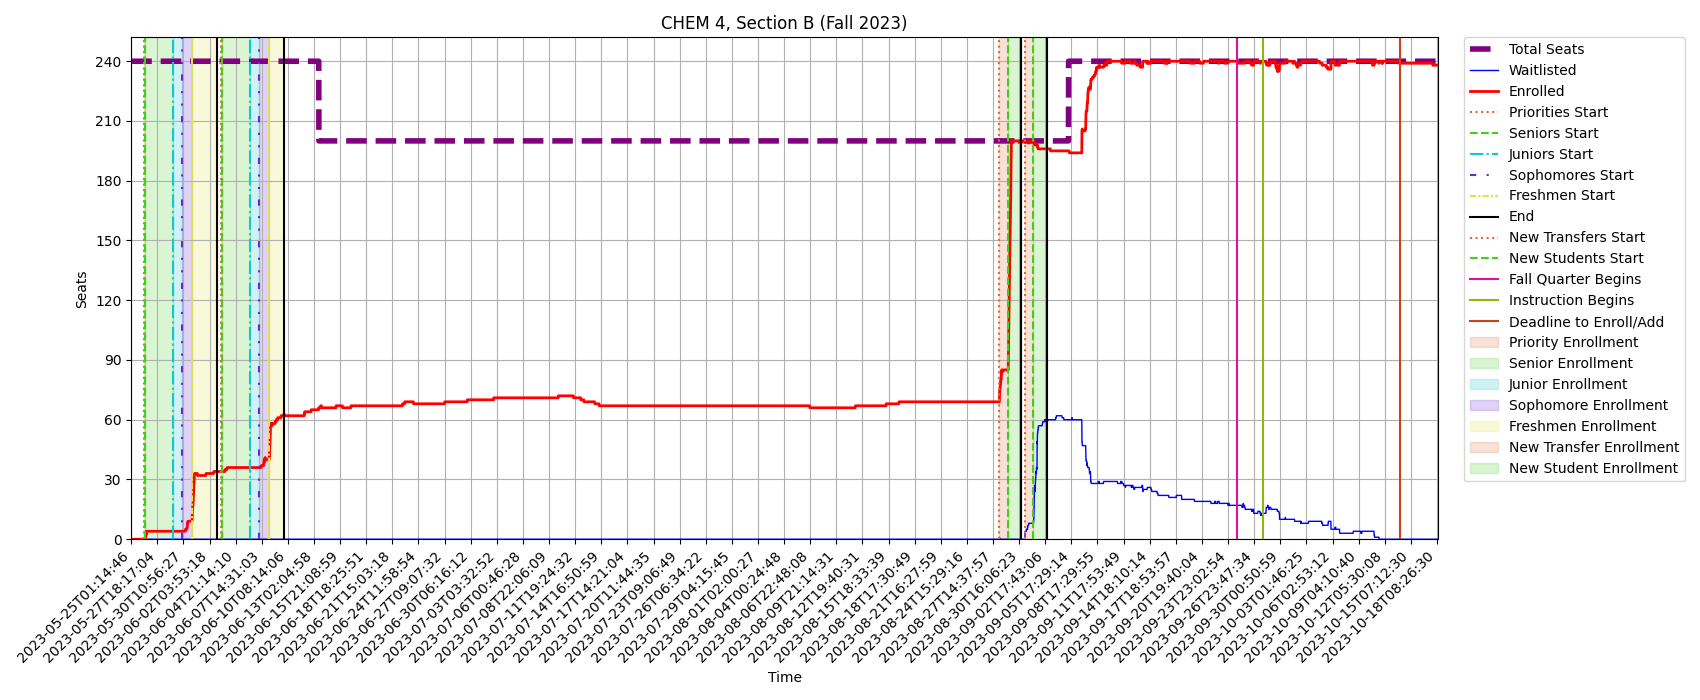 CHEM 4, Section B (Fall 2023)
Seats
240
210
180
150
120
90
60
30
0
2023-05-25T01:14:46
2023-05-27T18:17:04
2023-05-30T10:56:27
2023-06-02T03:53:18
2023-06-04T21:14:10
2023-06-07T14:31:03
2023-06-10T08:14:06
2023-06-13T02:04:58
2023-06-15T21:08:59
2023-06-18T18:25:51
2023-06-21T15:03:18
2023-06-24T11:58:54
2023-06-27T09:07:32
2023-06-30T06:16:12
2023-07-03T03:32:52
2023-07-06T00:46:28
2023-07-08T22:06:09
2023-07-11T19:24:32
2023-07-14T16:50:59
2023-07-17T14:21:04
2023-07-20T11:44:35
2023-07-23T09:06:49
2023-07-26T06:34:22
2023-07-29T04:15:45
2023-08-01T02:00:27
2023-08-04T00:24:48
2023-08-06T22:48:08
2023-08-09T21:14:31
2023-08-12T19:40:31
2023-08-15T18:33:39
2023-08-18T17:30:49
2023-08-21T16:27:59
2023-08-24T15:29:16
2023-08-27T14:37:57
2023-08-30T16:06:23
2023-09-02T17:43:06
2023-09-05T17:29:14
2023-09-08T17:29:55
2023-09-11T17:53:49
2023-09-14T18:10:14
2023-09-17T18:53:57
2023-09-20T19:40:04
2023-09-23T23:02:54
2023-09-26T23:47:34
2023-09-30T00:50:59
2023-10-03T01:46:25
2023-10-06T02:53:12
2023-10-09T04:10:40
2023-10-12T05:30:08
2023-10-15T07:12:30
2023-10-18T08:26:30
Time
Total Seats
Waitlisted
Enrolled
Priorities Start
Seniors Start
Juniors Start
Sophomores Start
Freshmen Start
End
New Transfers Start
New Students Start
Fall Quarter Begins
Instruction Begins
Deadline to Enroll/Add
Priority Enrollment
Senior Enrollment
Junior Enrollment
Sophomore Enrollment
Freshmen Enrollment
New Transfer Enrollment
New Student Enrollment